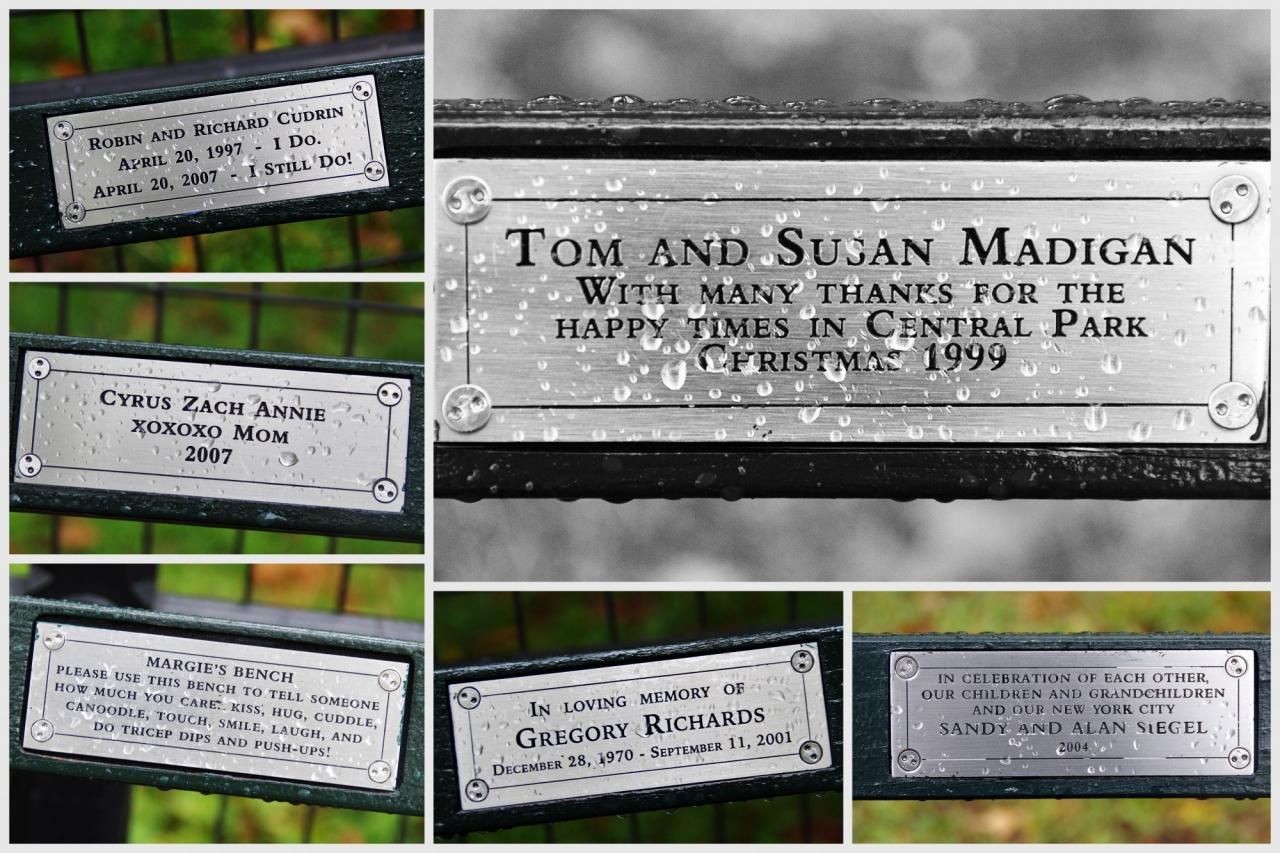 Robin and Richard Cudrin
April 20, 1997 - I Do.
April 20, 2007 - I Still Do!
Cyrus Zach Annie
xoxoxo Mom
2007
MARGIE'S BENCH
PLEASE USE THIS BENCH TO TELL SOMEONE
HOW MUCH YOU CARE. KISS, HUG, CUDDLE,
CANOODLE, TOUCH, SMILE, LAUGH, AND
DO TRICEP DIPS AND PUSH-UPS!
Tom and Susan Madigan
With many thanks for the
happy times in Central Park
Christmas 1999
In loving memory of
Gregory Richards
December 28, 1970 - September 11, 2001
IN CELEBRATION OF EACH OTHER,
OUR CHILDREN AND GRANDCHILDREN
AND OUR NEW YORK CITY
SANDY AND ALAN SIEGEL
2004